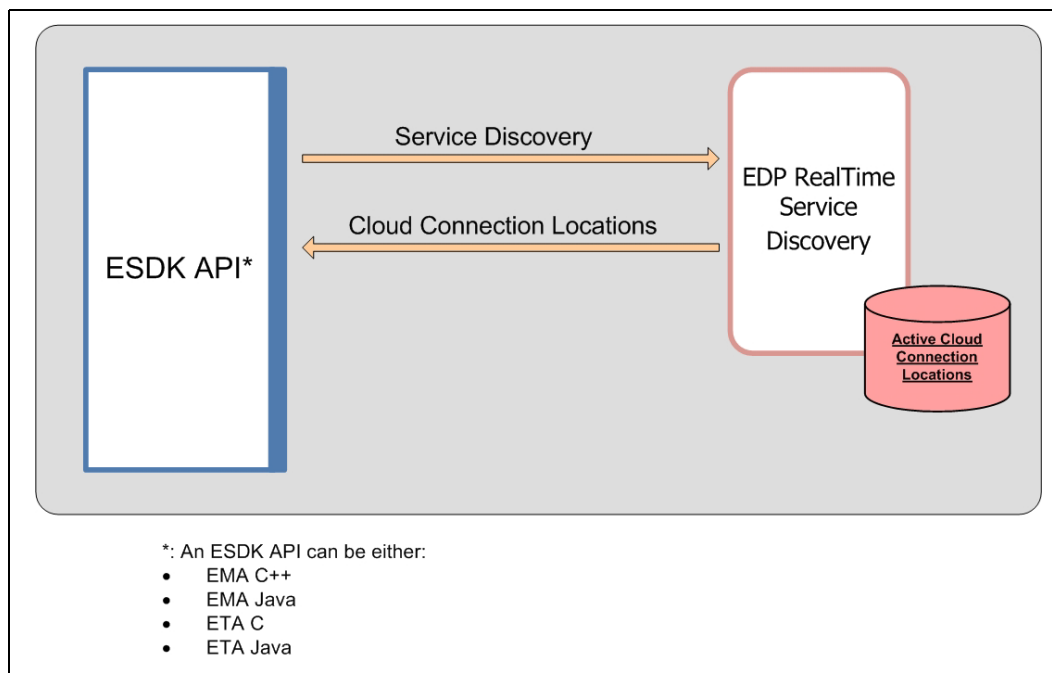 Service Discovery
Cloud Connection Locations
ESDK API*
EDP RealTime
Service
Discovery
Active Cloud
Connection
Locations
*: An ESDK API can be either:
• EMA C++
• EMA Java
• ETA C
• ETA Java